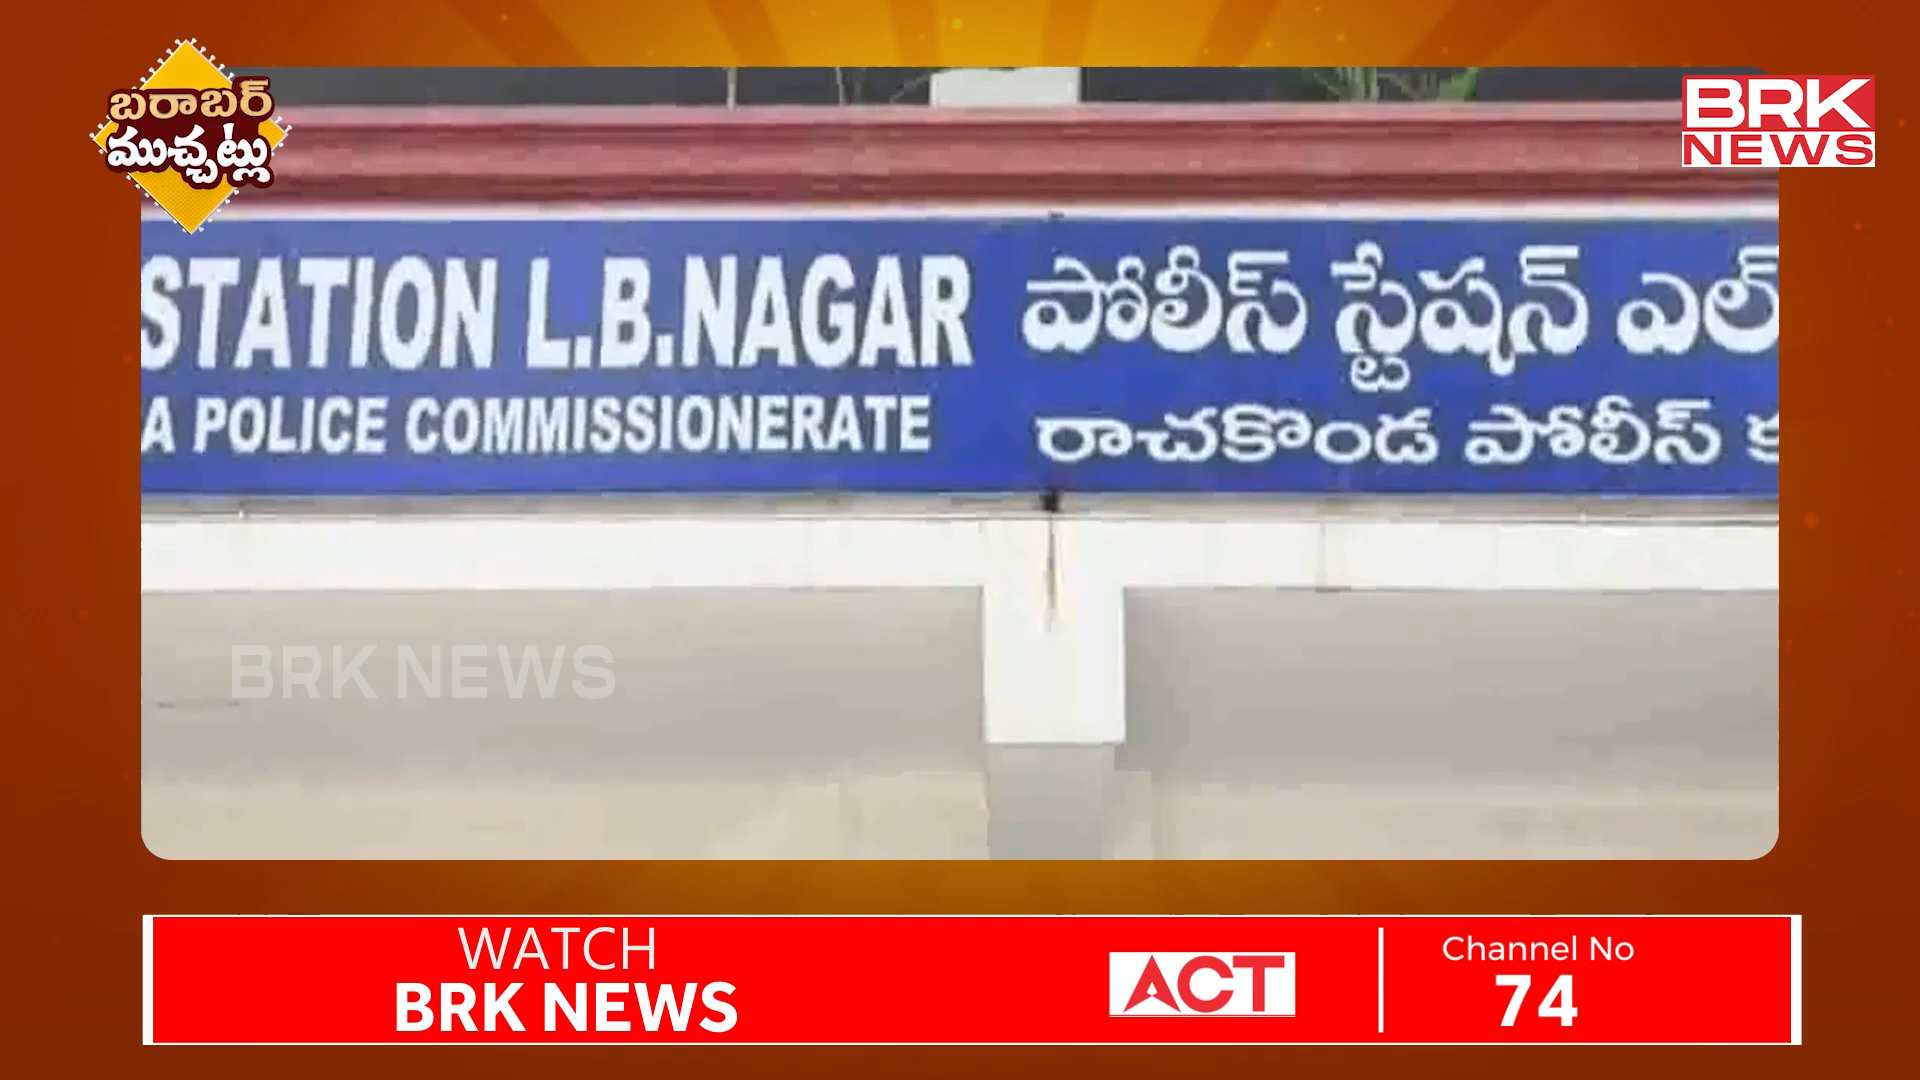 బరాబర్
ముచ్చట్లు
BRK
NEWS
STATION L.B.NAGAR
పోలీస్ స్టేషన్ ఎల్
A POLICE COMMISSIONERATE
రాచకొండ పోలీస్ క
BRK NEWS
WATCH
BRK NEWS
ACT
Channel No
74